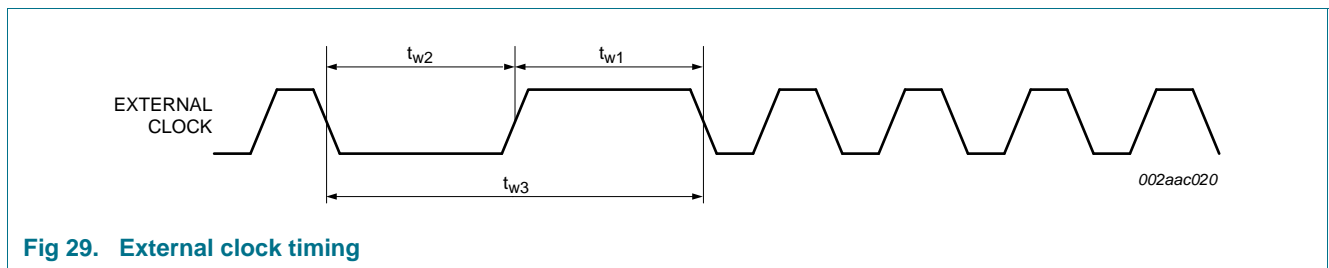 tw2
tw1
EXTERNAL
CLOCK
tw3
002aac020
Fig 29. External clock timing